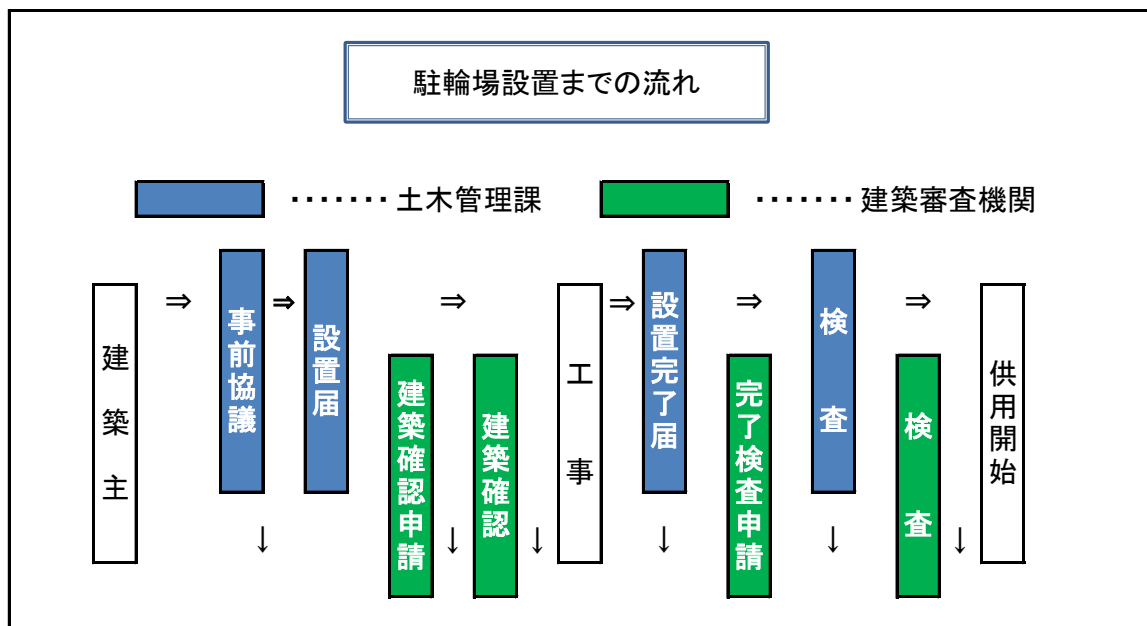 駐輪場設置までの流れ
・・・・・・・ 土木管理課
・・・・・・・ 建築審査機関
建築主
⇒
事前協議
⇒
設置届
⇒
建築確認申請
建築確認
工事
⇒
設置完了届
⇒
完了検査申請
検査
⇒
検査
供用開始
↓
↓
↓
↓
↓
↓